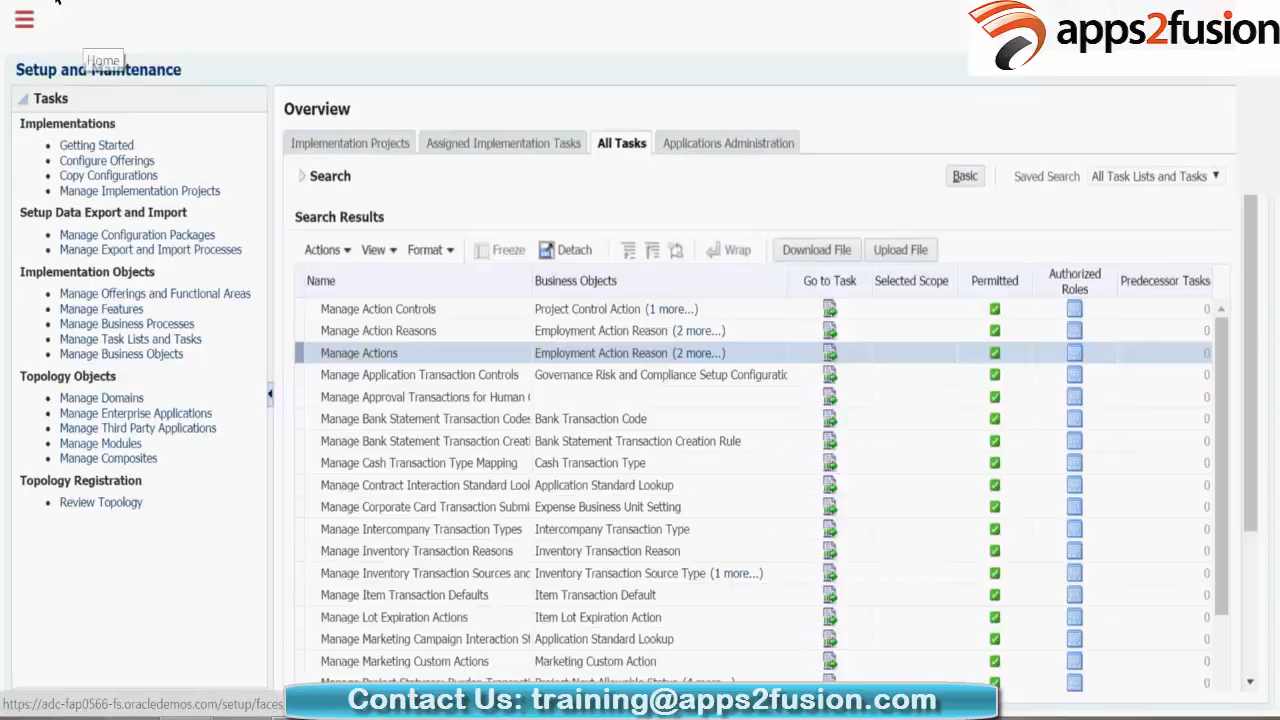 apps2fusion
Home
Setup and Maintenance
Tasks
Implementations
Getting Started
Configure Offerings
Copy Configurations
Manage Implementation Projects
Setup Data Export and Import
Manage Configuration Packages
Manage Export and Import Processes
Implementation Objects
Manage Offerings and Functional Areas
Manage Features
Manage Business Processes
Manage Task Lists and Tasks
Manage Business Objects
Topology Objects
Manage Domains
Manage Enterprise Applications
Manage Third Party Applications
Manage Modules
Manage Composites
Topology Registration
Review Topology
Overview
Implementation Projects Assigned Implementation Tasks All Tasks Applications Administration
Search Basic Saved Search All Task Lists and Tasks
Search Results
Actions View Format Freeze Detach Wrap Download File Upload File
Name Business Objects Go to Task Selected Scope Permitted Authorized Roles Predecessor Tasks
Manage Action Controls Project Control Action (1 more...) 0
Manage Action Reasons Employment Action Reason (2 more...) 0
Manage Actions Employment Action Reason (2 more...) 0
Manage Application Transaction Controls Governance Risk and Compliance Setup Configuratic 0
Manage Approval Transactions for Human ( 0
Manage Bank Statement Transaction Codes Bank Transaction Code 0
Manage Bank Statement Transaction Creati Bank Statement Transaction Creation Rule 0
Manage Cash Transaction Type Mapping Cash Transaction Type 0
Manage Contract Interaction Standard Lool Application Standard Lookup 0
Manage Corporate Card Transaction Submi Expense Business Unit Setting 0
Manage Intercompany Transaction Types Intercompany Transaction Type 0
Manage Inventory Transaction Reasons Inventory Transaction Reason 0
Manage Inventory Transaction Sources and Inventory Transaction Source Type (1 more...) 0
Manage Item Transaction Defaults Item Transaction Default 0
Manage Lot Expiration Actions Item Lot Expiration Action 0
Manage Marketing Campaign Interaction St Application Standard Lookup 0
Manage Marketing Custom Actions Marketing Custom Action 0
https://adc-fap0566-fs.oracledemos.com/setup/faces
Contact Us: training@apps2fusion.com